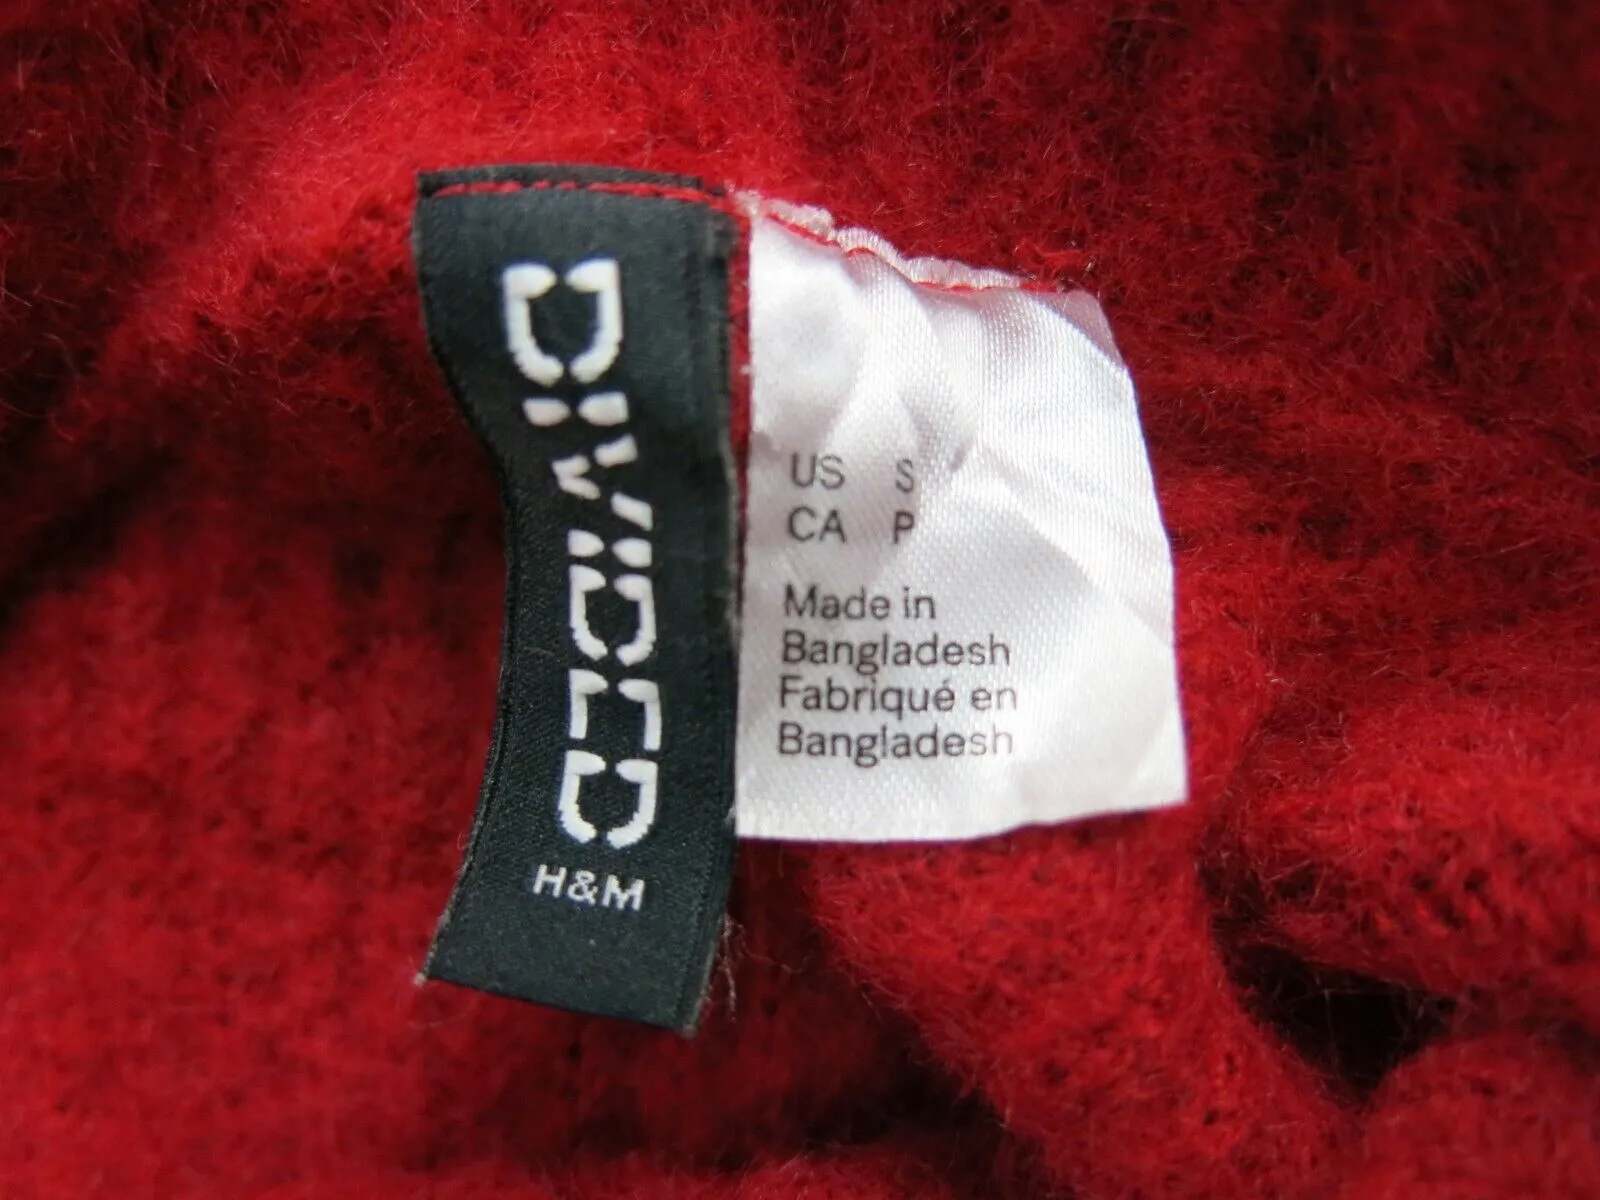 DIVIDED
H&M
US S
CA P
Made in
Bangladesh
Fabriqué en
Bangladesh